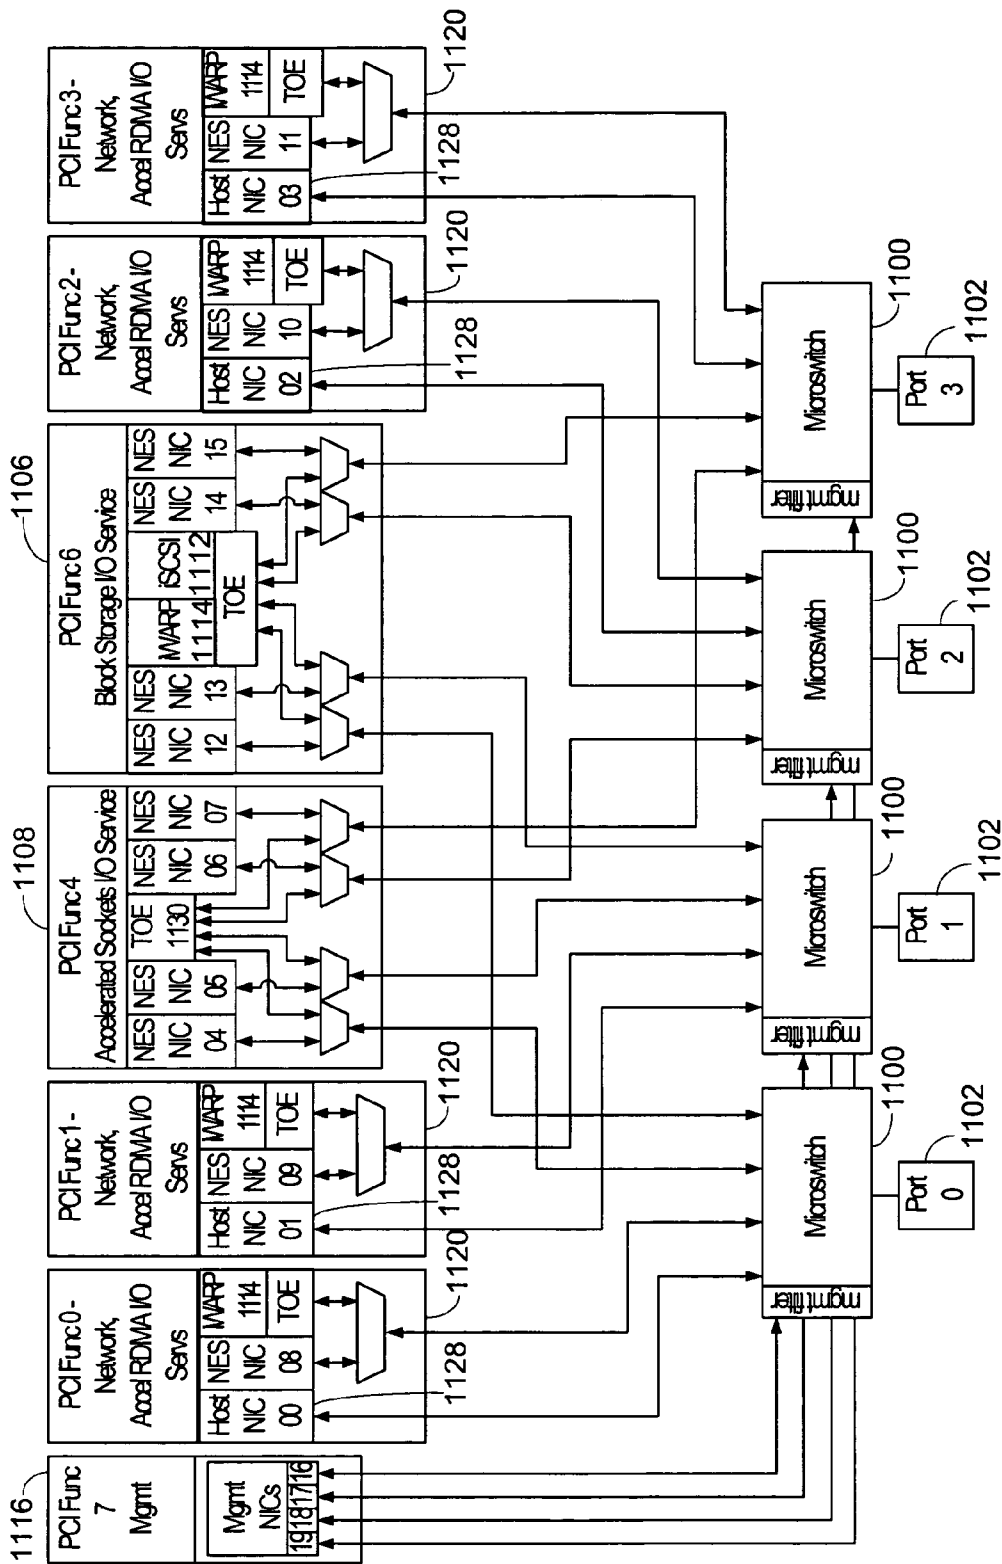 1116
PCI Func
7
Mgmt
Mgmt
NICs
19
18
17
16
PCI Func 0 -
Network,
Accel RDMA I/O
Servs
Host
NIC
00
NES
NIC
08
iWARP
1114
TOE
1128
1120
PCI Func 1 -
Network,
Accel RDMA I/O
Servs
Host
NIC
01
NES
NIC
09
iWARP
1114
TOE
1128
1120
1108
PCI Func 4
Accelerated Sockets I/O Service
NES
NIC
04
NES
NIC
05
TOE
1130
NES
NIC
06
NES
NIC
07
1106
PCI Func 6
Block Storage I/O Service
NES
NIC
12
NES
NIC
13
iWARP
1114
iSCSI
1112
TOE
NES
NIC
14
NES
NIC
15
PCI Func 2 -
Network,
Accel RDMA I/O
Servs
Host
NIC
02
NES
NIC
10
iWARP
1114
TOE
1128
1120
PCI Func 3 -
Network,
Accel RDMA I/O
Servs
Host
NIC
03
NES
NIC
11
iWARP
1114
TOE
1128
1120
mgmt filter
Microswitch
1100
Port
0
1102
mgmt filter
Microswitch
1100
Port
1
1102
mgmt filter
Microswitch
1100
Port
2
1102
mgmt filter
Microswitch
1100
Port
3
1102